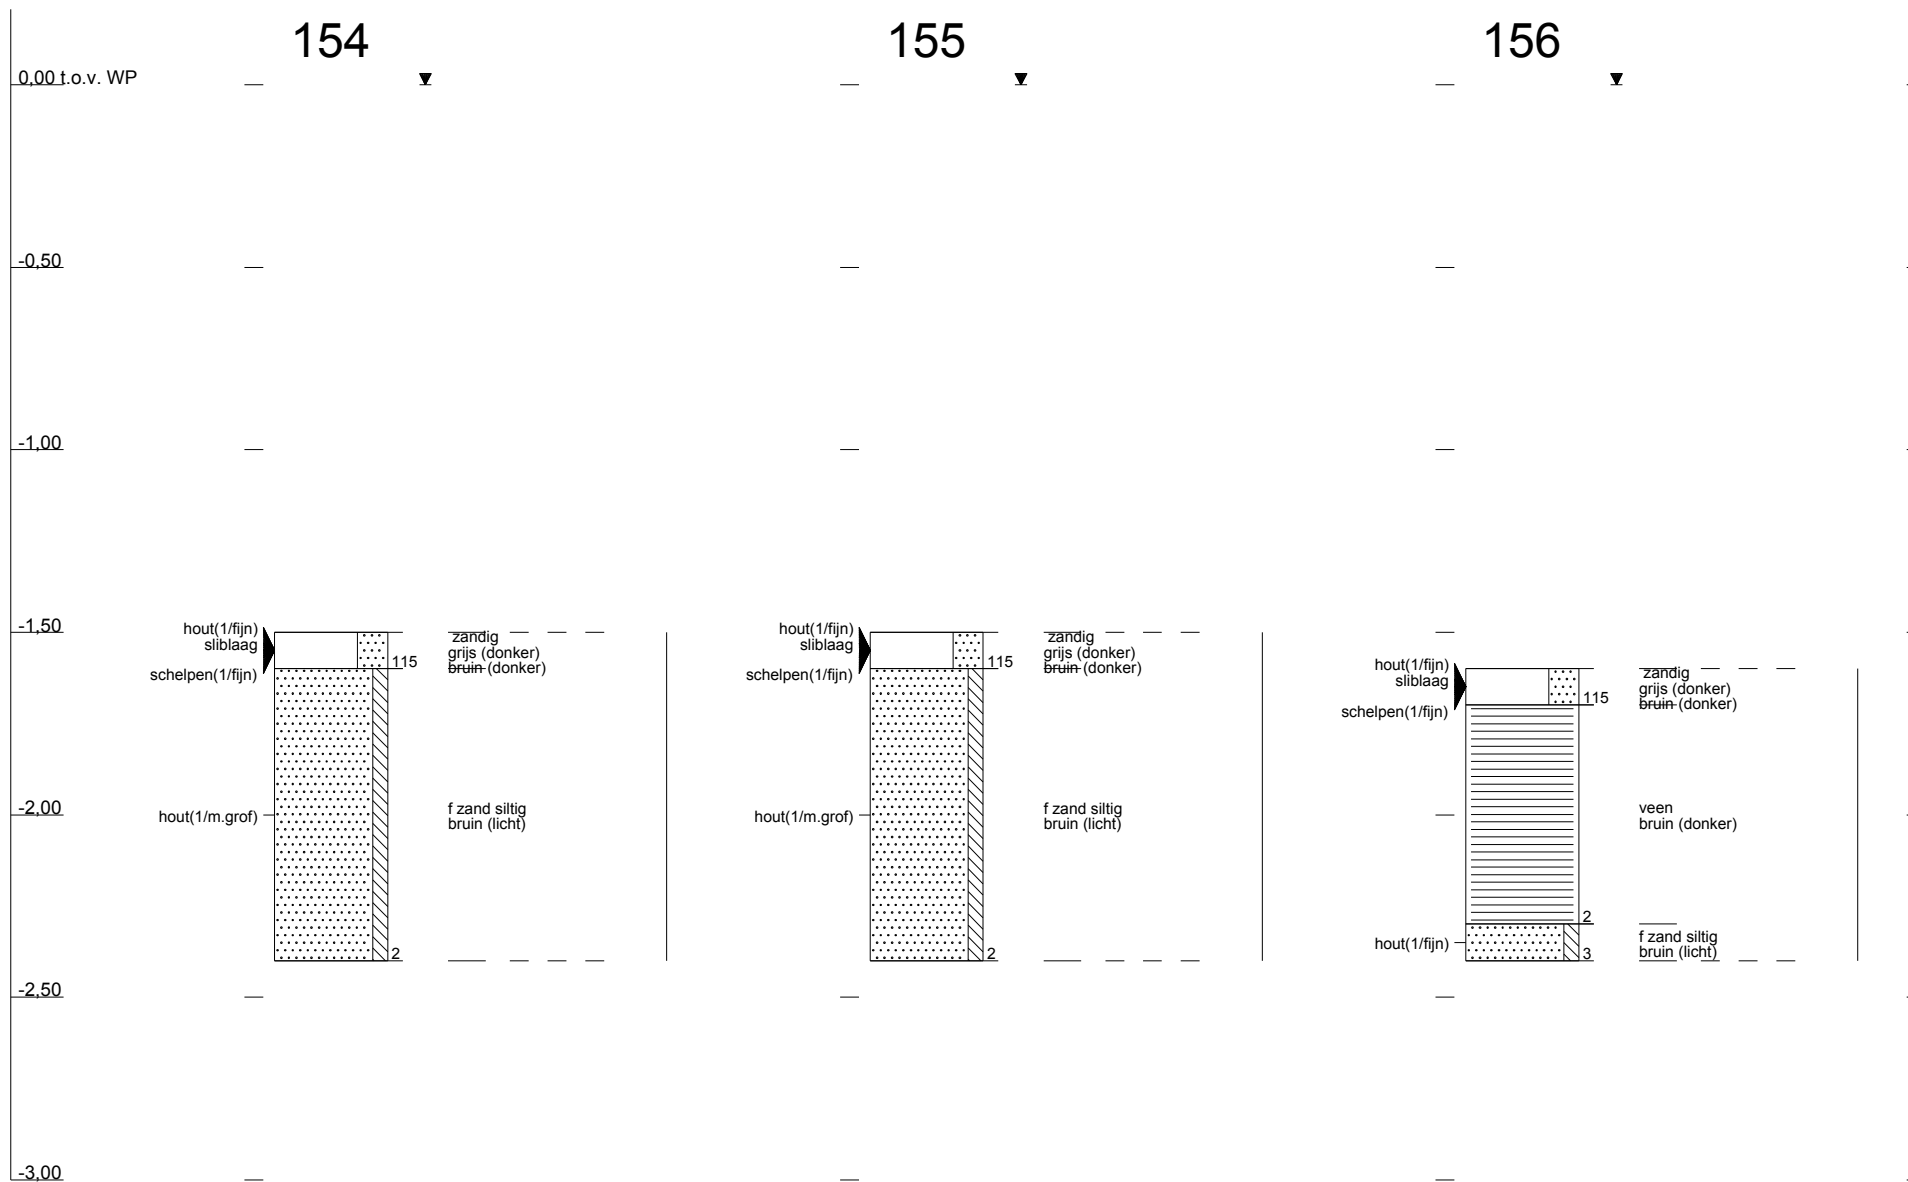 154
155
156
0,00 t.o.v. WP
-0,50
-1,00
-1,50
-2,00
-2,50
-3,00
hout(1/fijn)
sliblaag
schelpen(1/fijn)
115
zandig
grijs (donker)
bruin (donker)
hout(1/m.grof)
f zand siltig
bruin (licht)
2
hout(1/fijn)
sliblaag
schelpen(1/fijn)
115
zandig
grijs (donker)
bruin (donker)
hout(1/m.grof)
f zand siltig
bruin (licht)
2
hout(1/fijn)
sliblaag
schelpen(1/fijn)
115
zandig
grijs (donker)
bruin (donker)
veen
bruin (donker)
2
hout(1/fijn)
f zand siltig
bruin (licht)
3